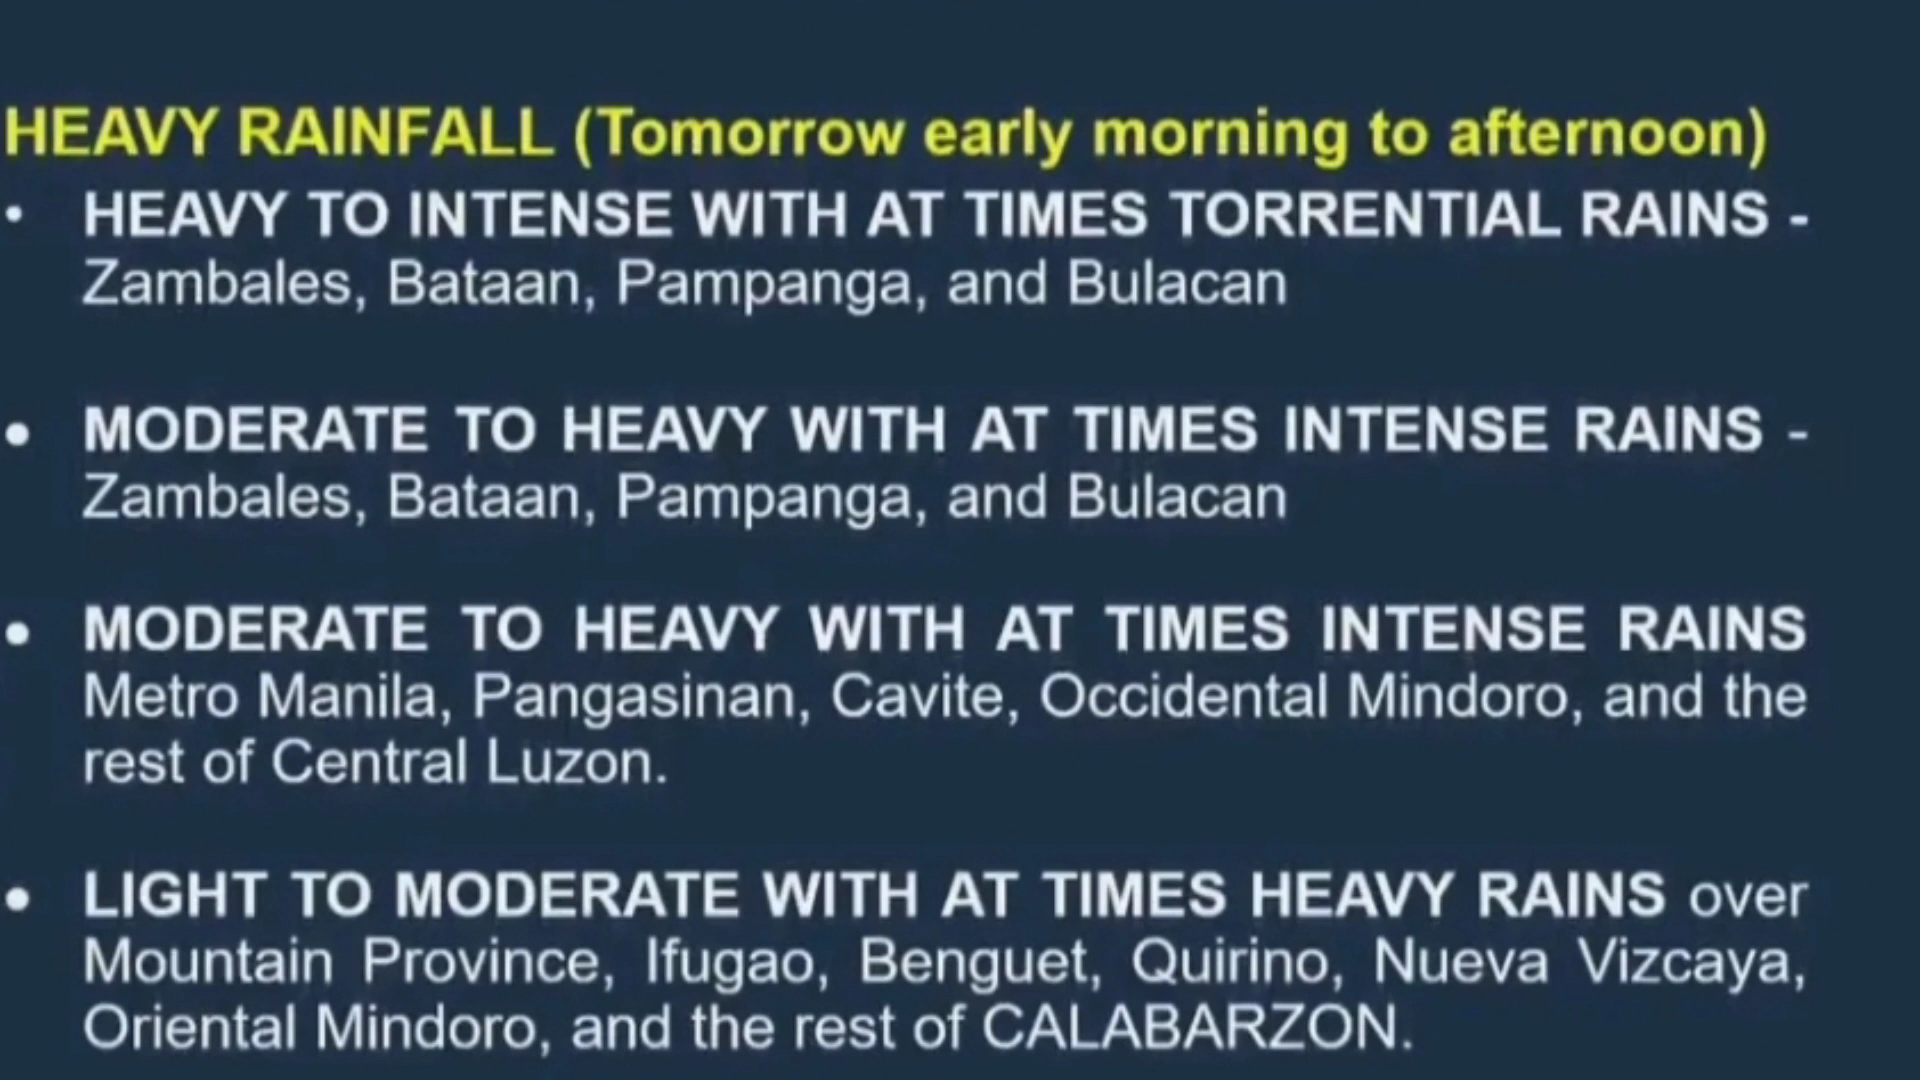 HEAVY RAINFALL (Tomorrow early morning to afternoon)
• HEAVY TO INTENSE WITH AT TIMES TORRENTIAL RAINS -
Zambales, Bataan, Pampanga, and Bulacan
• MODERATE TO HEAVY WITH AT TIMES INTENSE RAINS -
Zambales, Bataan, Pampanga, and Bulacan
• MODERATE TO HEAVY WITH AT TIMES INTENSE RAINS
Metro Manila, Pangasinan, Cavite, Occidental Mindoro, and the
rest of Central Luzon.
• LIGHT TO MODERATE WITH AT TIMES HEAVY RAINS over
Mountain Province, Ifugao, Benguet, Quirino, Nueva Vizcaya,
Oriental Mindoro, and the rest of CALABARZON.